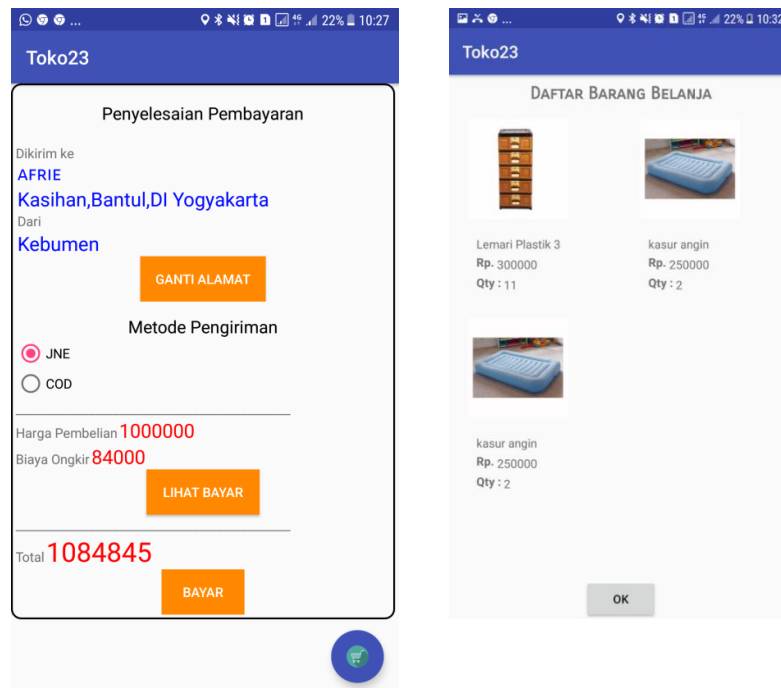 ... 22% 10:27
Toko23
Penyelesaian Pembayaran
Dikirim ke
AFRIE
Kasihan,Bantul,DI Yogyakarta
Dari
Kebumen
GANTI ALAMAT
Metode Pengiriman
JNE
COD
Harga Pembelian 1000000
Biaya Ongkir 84000
LIHAT BAYAR
Total 1084845
BAYAR
... 22% 10:32
Toko23
DAFTAR BARANG BELANJA
Lemari Plastik 3
Rp. 300000
Qty : 11
kasur angin
Rp. 250000
Qty : 2
kasur angin
Rp. 250000
Qty : 2
OK